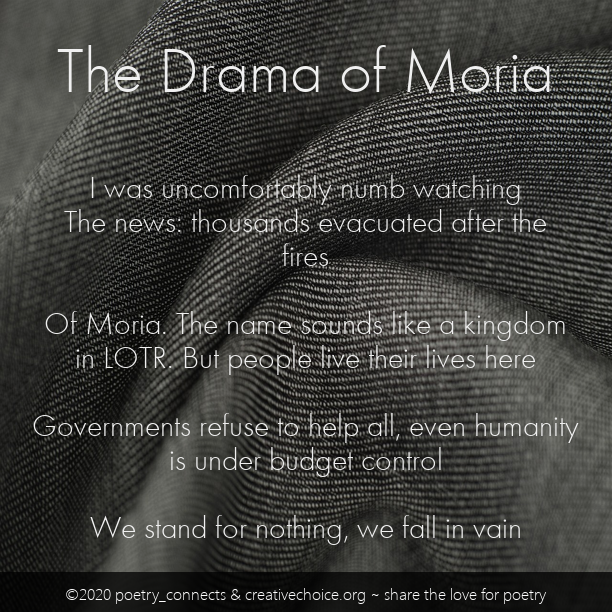 The Drama of Moria
I was uncomfortably numb watching
The news: thousands evacuated after the
fires
Of Moria. The name sounds like a kingdom
in LOTR. But people live their lives here
Governments refuse to help all, even humanity
is under budget control
We stand for nothing, we fall in vain
©2020 poetry_connects & creativechoice.org ~ share the love for poetry